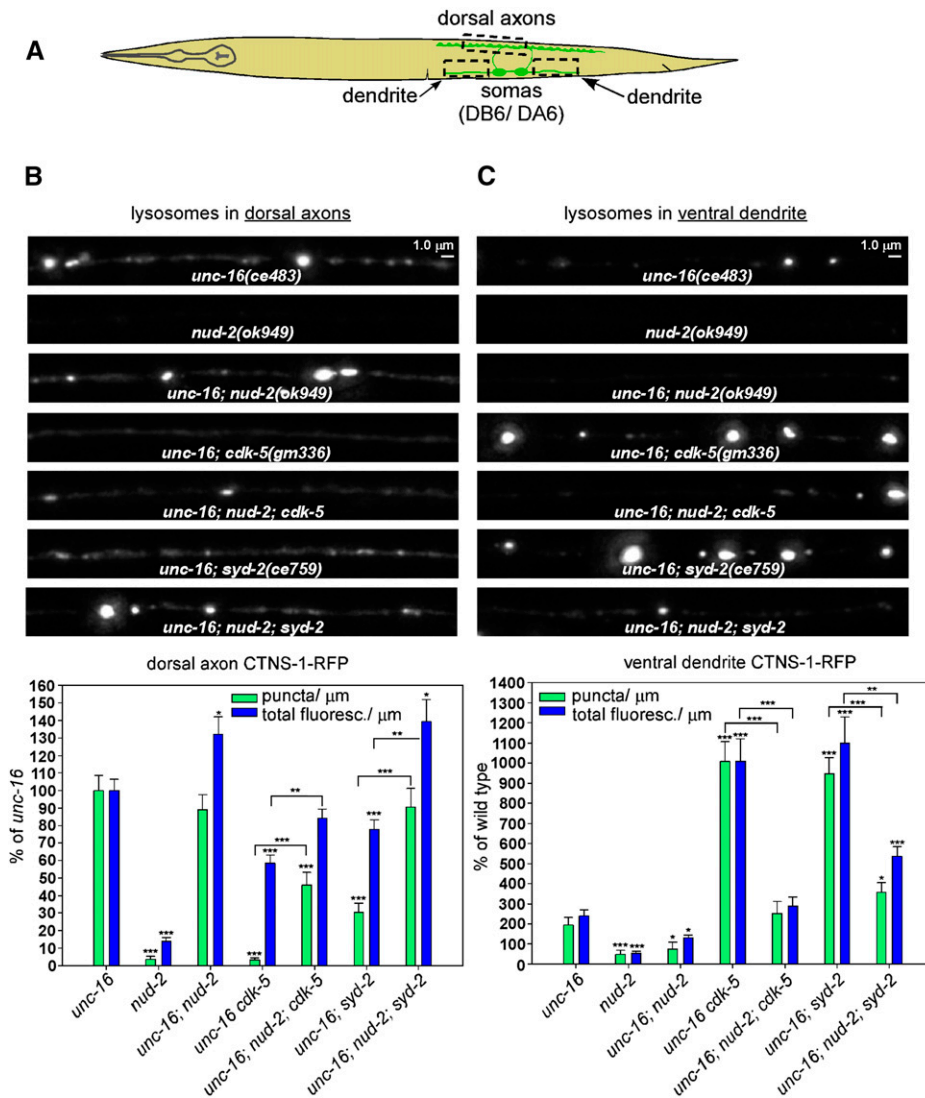 A
dorsal axons
dendrite
somas
(DB6/ DA6)
dendrite
B
lysosomes in dorsal axons
1.0 μm
unc-16(ce483)
nud-2(ok949)
unc-16; nud-2(ok949)
unc-16; cdk-5(gm336)
unc-16; nud-2; cdk-5
unc-16; syd-2(ce759)
unc-16; nud-2; syd-2
C
lysosomes in ventral dendrite
1.0 μm
unc-16(ce483)
nud-2(ok949)
unc-16; nud-2(ok949)
unc-16; cdk-5(gm336)
unc-16; nud-2; cdk-5
unc-16; syd-2(ce759)
unc-16; nud-2; syd-2
dorsal axon CTNS-1-RFP
puncta/ μm
total fluoresc./ μm
% of unc-16
160
150
140
130
120
110
100
90
80
70
60
50
40
30
20
10
0
***
***
*
***
***
***
**
***
***
***
***
**
*
unc-16
nud-2
unc-16; nud-2
unc-16 cdk-5
unc-16; nud-2; cdk-5
unc-16; syd-2
unc-16; nud-2; syd-2
ventral dendrite CTNS-1-RFP
puncta/ μm
total fluoresc./ μm
% of wild type
1400
1300
1200
1100
1000
900
800
700
600
500
400
300
200
100
0
*** ***
* *
*** ***
***
***
***
***
**
***
*
***
unc-16
nud-2
unc-16; nud-2
unc-16 cdk-5
unc-16; nud-2; cdk-5
unc-16; syd-2
unc-16; nud-2; syd-2